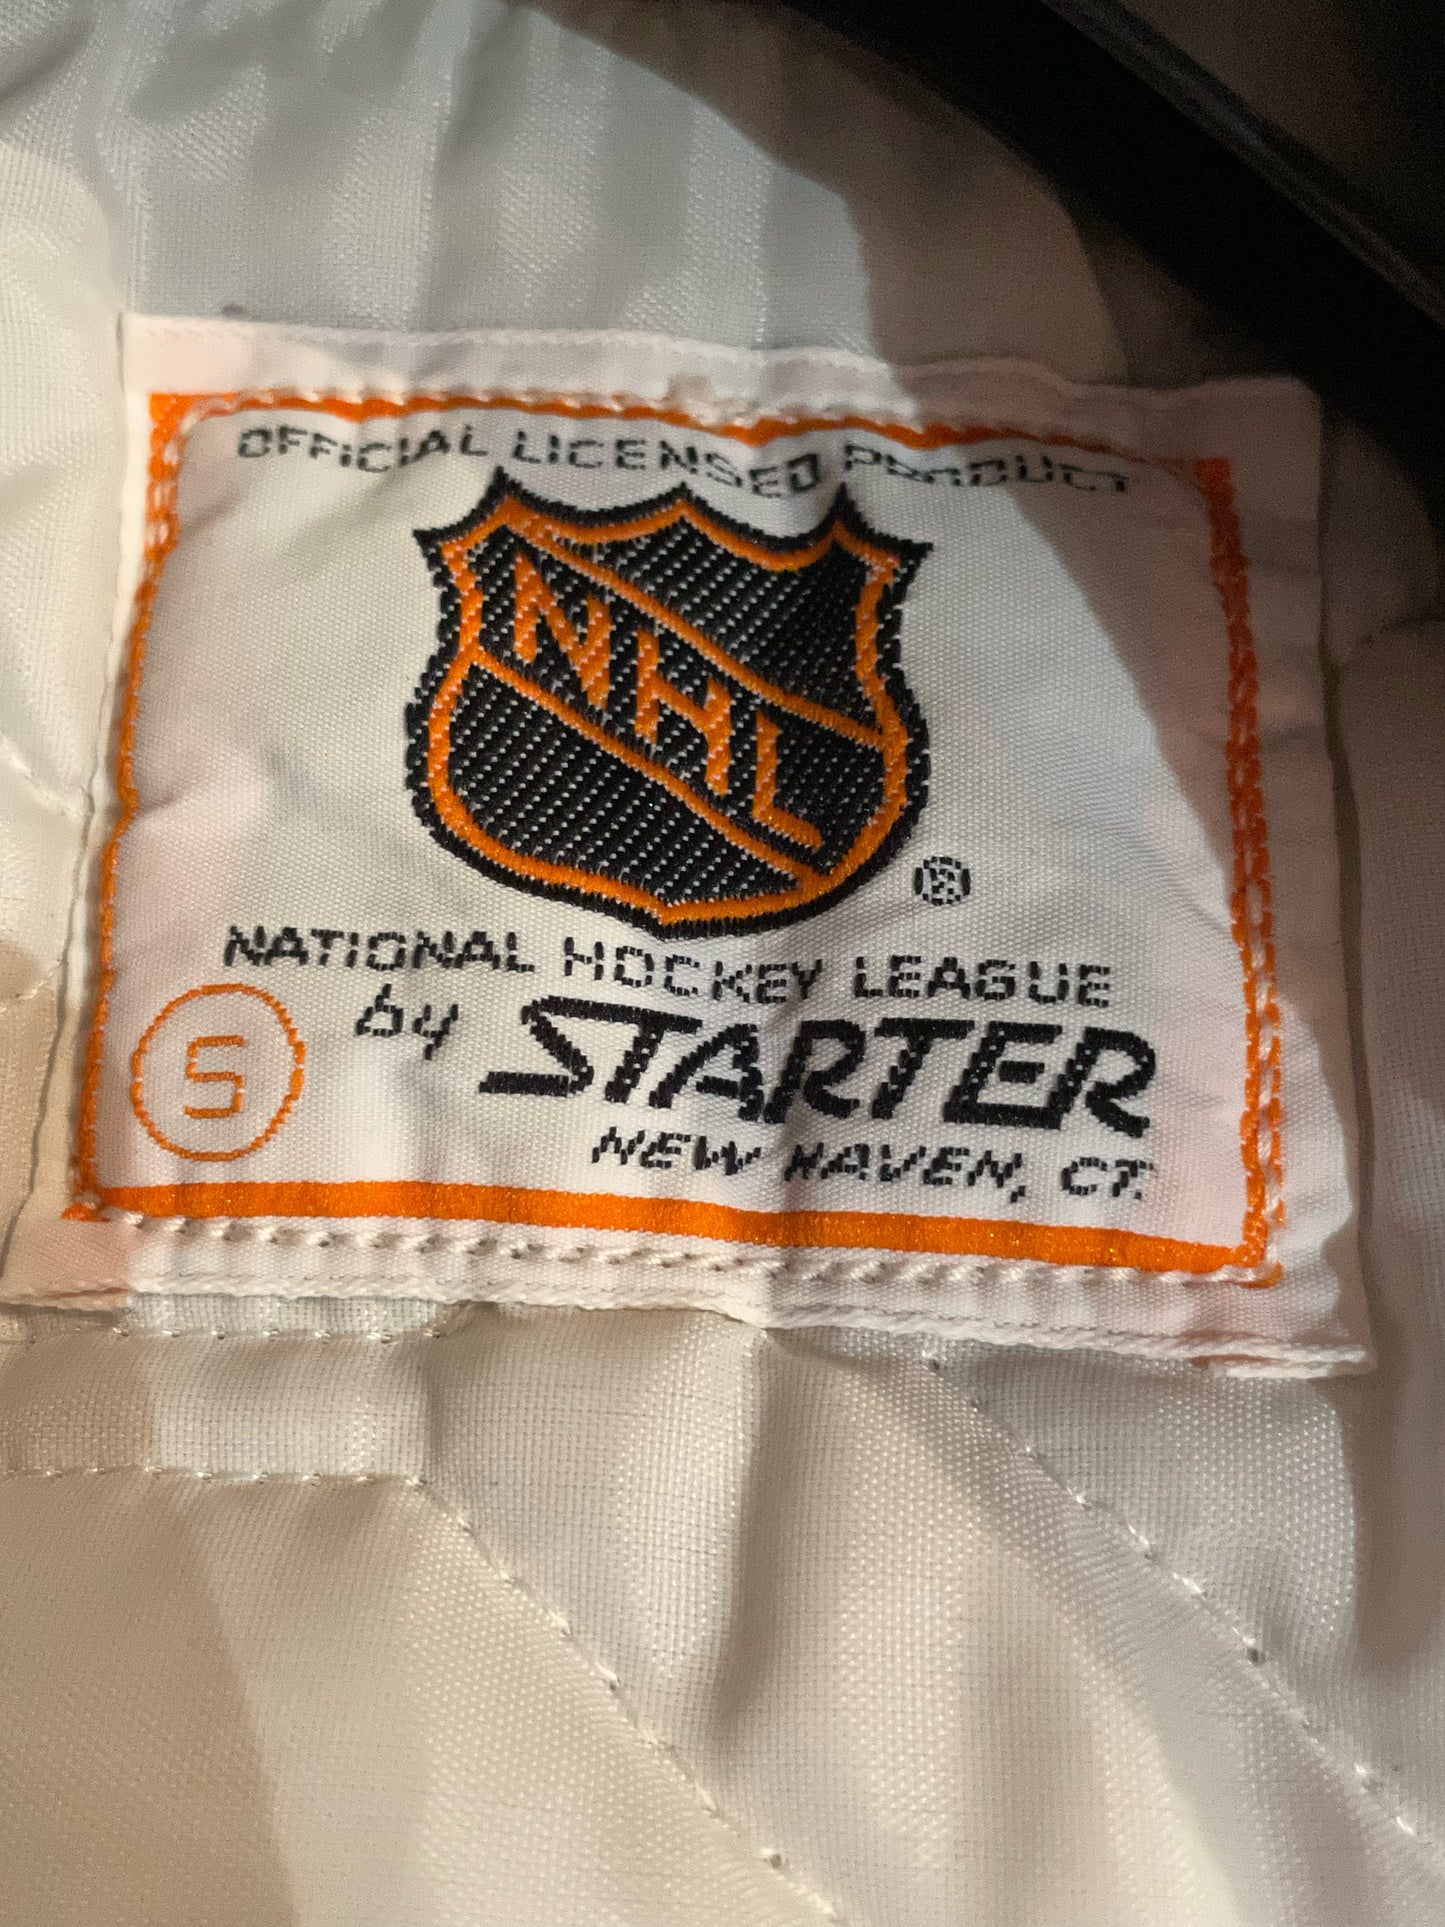 OFFICIAL LICENSED PRODUCT
NHL
®
NATIONAL HOCKEY LEAGUE
S
by STARTER
NEW HAVEN, CT.